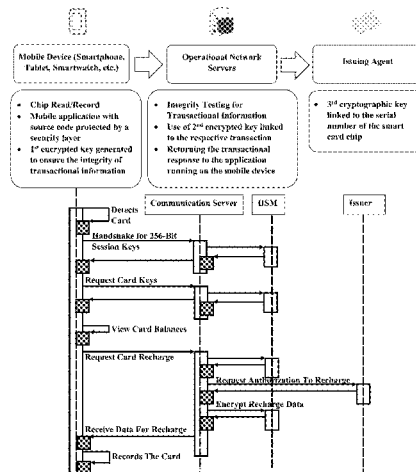 Mobile Device (Smartphone,
Tablet, Smartwatch, etc.)
Operational Network
Servers
Issuing Agent
• Chip Read/Record
• Mobile application with
source code protected by a
security layer
• 1st encrypted key generated
to ensure the integrity of
transactional information
• Integrity Testing for
Transactional information
• Use of 2nd encrypted key linked
to the respective transaction
• Returning the transactional
response to the application
running on the mobile device
• 3rd cryptographic key
linked to the serial
number of the smart
card chip
Communication Server
HSM
Issuer
Detects
Card
Handshake for 256-Bit
Session Keys
Request Card Keys
View Card Balances
Request Card Recharge
Request Authorization To Recharge
Encrypt Recharge Data
Receive Data For Recharge
Records The Card